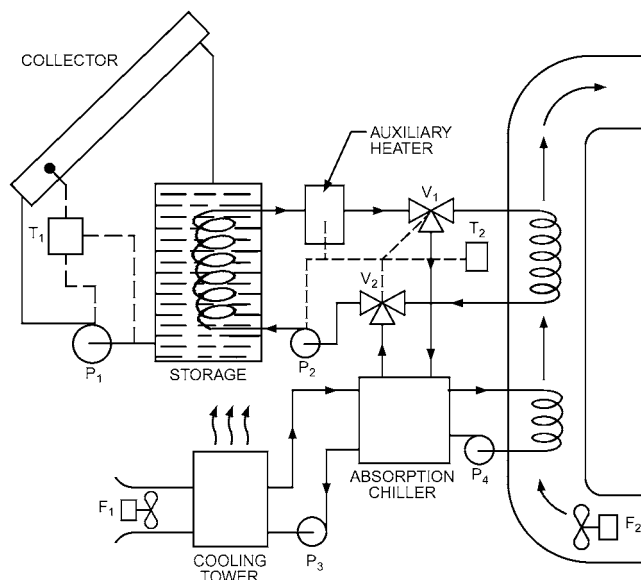 COLLECTOR
AUXILIARY
HEATER
V1
T1
T2
V2
P1
STORAGE
P2
ABSORPTION
CHILLER
P4
F1
F2
P3
COOLING
TOWER